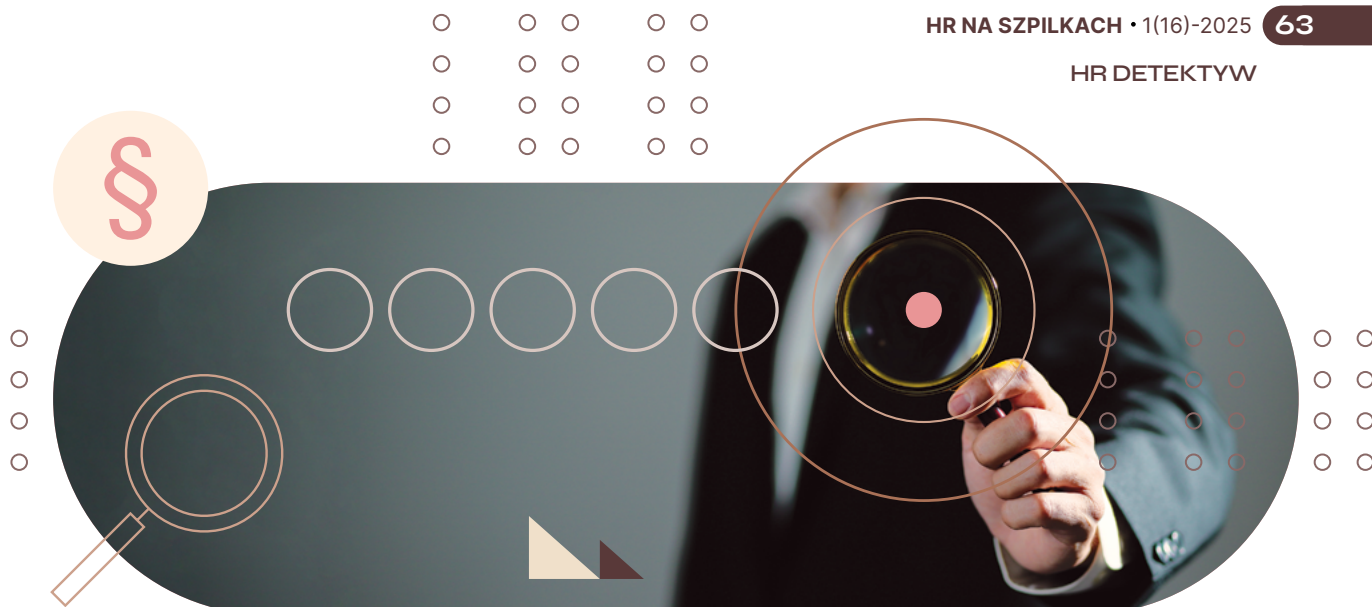 HR NA SZPILKACH • 1(16)-2025 63
HR DETEKTYW
§